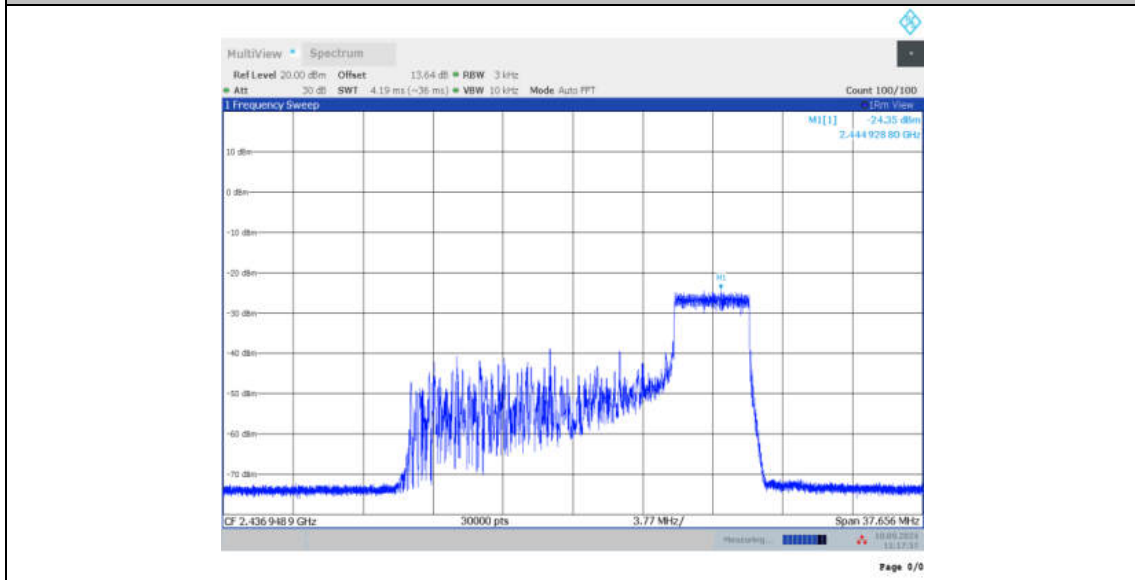 MultiView Spectrum
Ref Level 20.00 dBm Offset 13.64 dB RBW 3 kHz
Att 30 dB SWT 4.19 ms (~36 ms) VBW 10 kHz Mode Auto FFT Count 100/100
1 Frequency Sweep 1Rm View
M1[1] -24.35 dBm
2.444 928 80 GHz
10 dBm
0 dBm
-10 dBm
-20 dBm
M1
-30 dBm
-40 dBm
-50 dBm
-60 dBm
-70 dBm
CF 2.436 948 9 GHz 30000 pts 3.77 MHz/ Span 37.656 MHz
Measuring...
Page 0/0